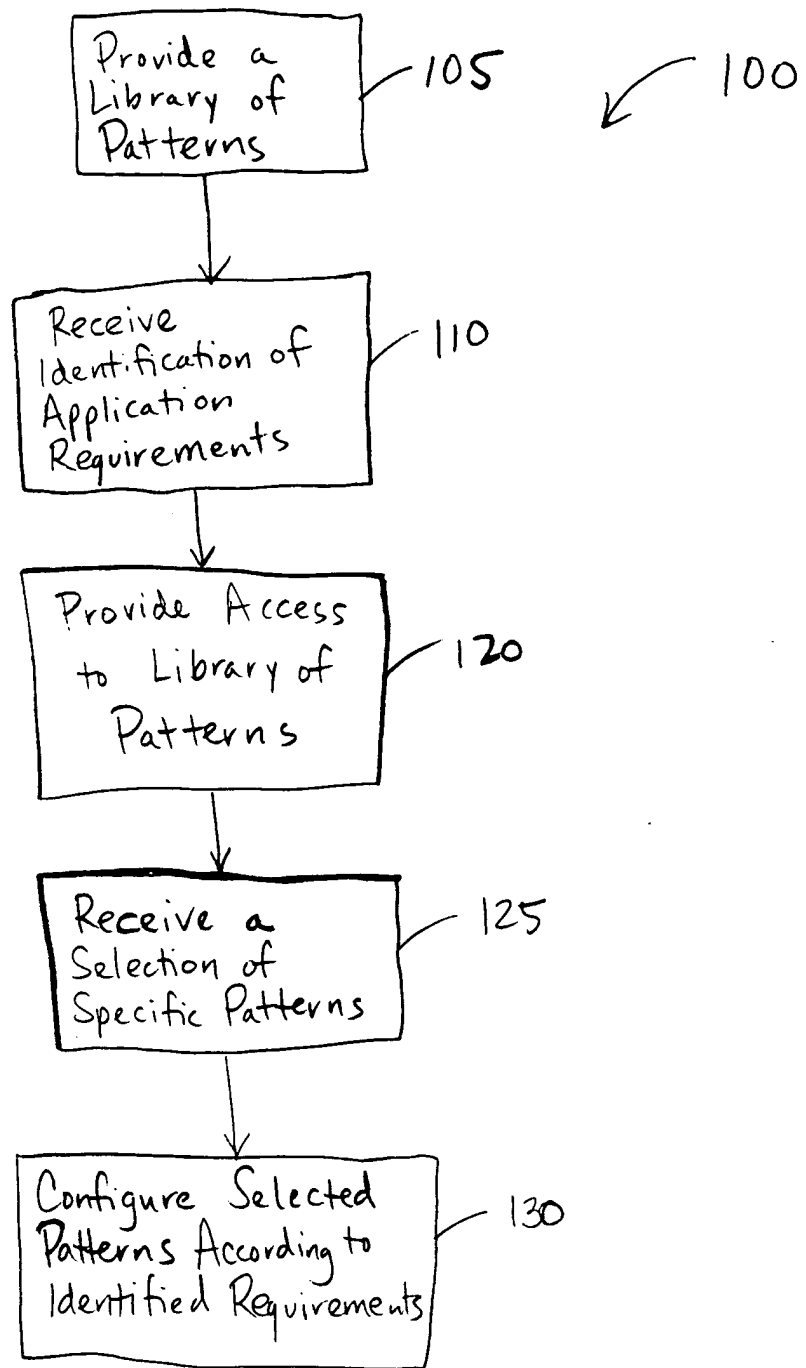 Provide a
Library of
Patterns
105
100
Receive
Identification of
Application
Requirements
110
Provide Access
to Library of
Patterns
120
Receive a
Selection of
Specific Patterns
125
Configure Selected
Patterns According to
Identified Requirements
130